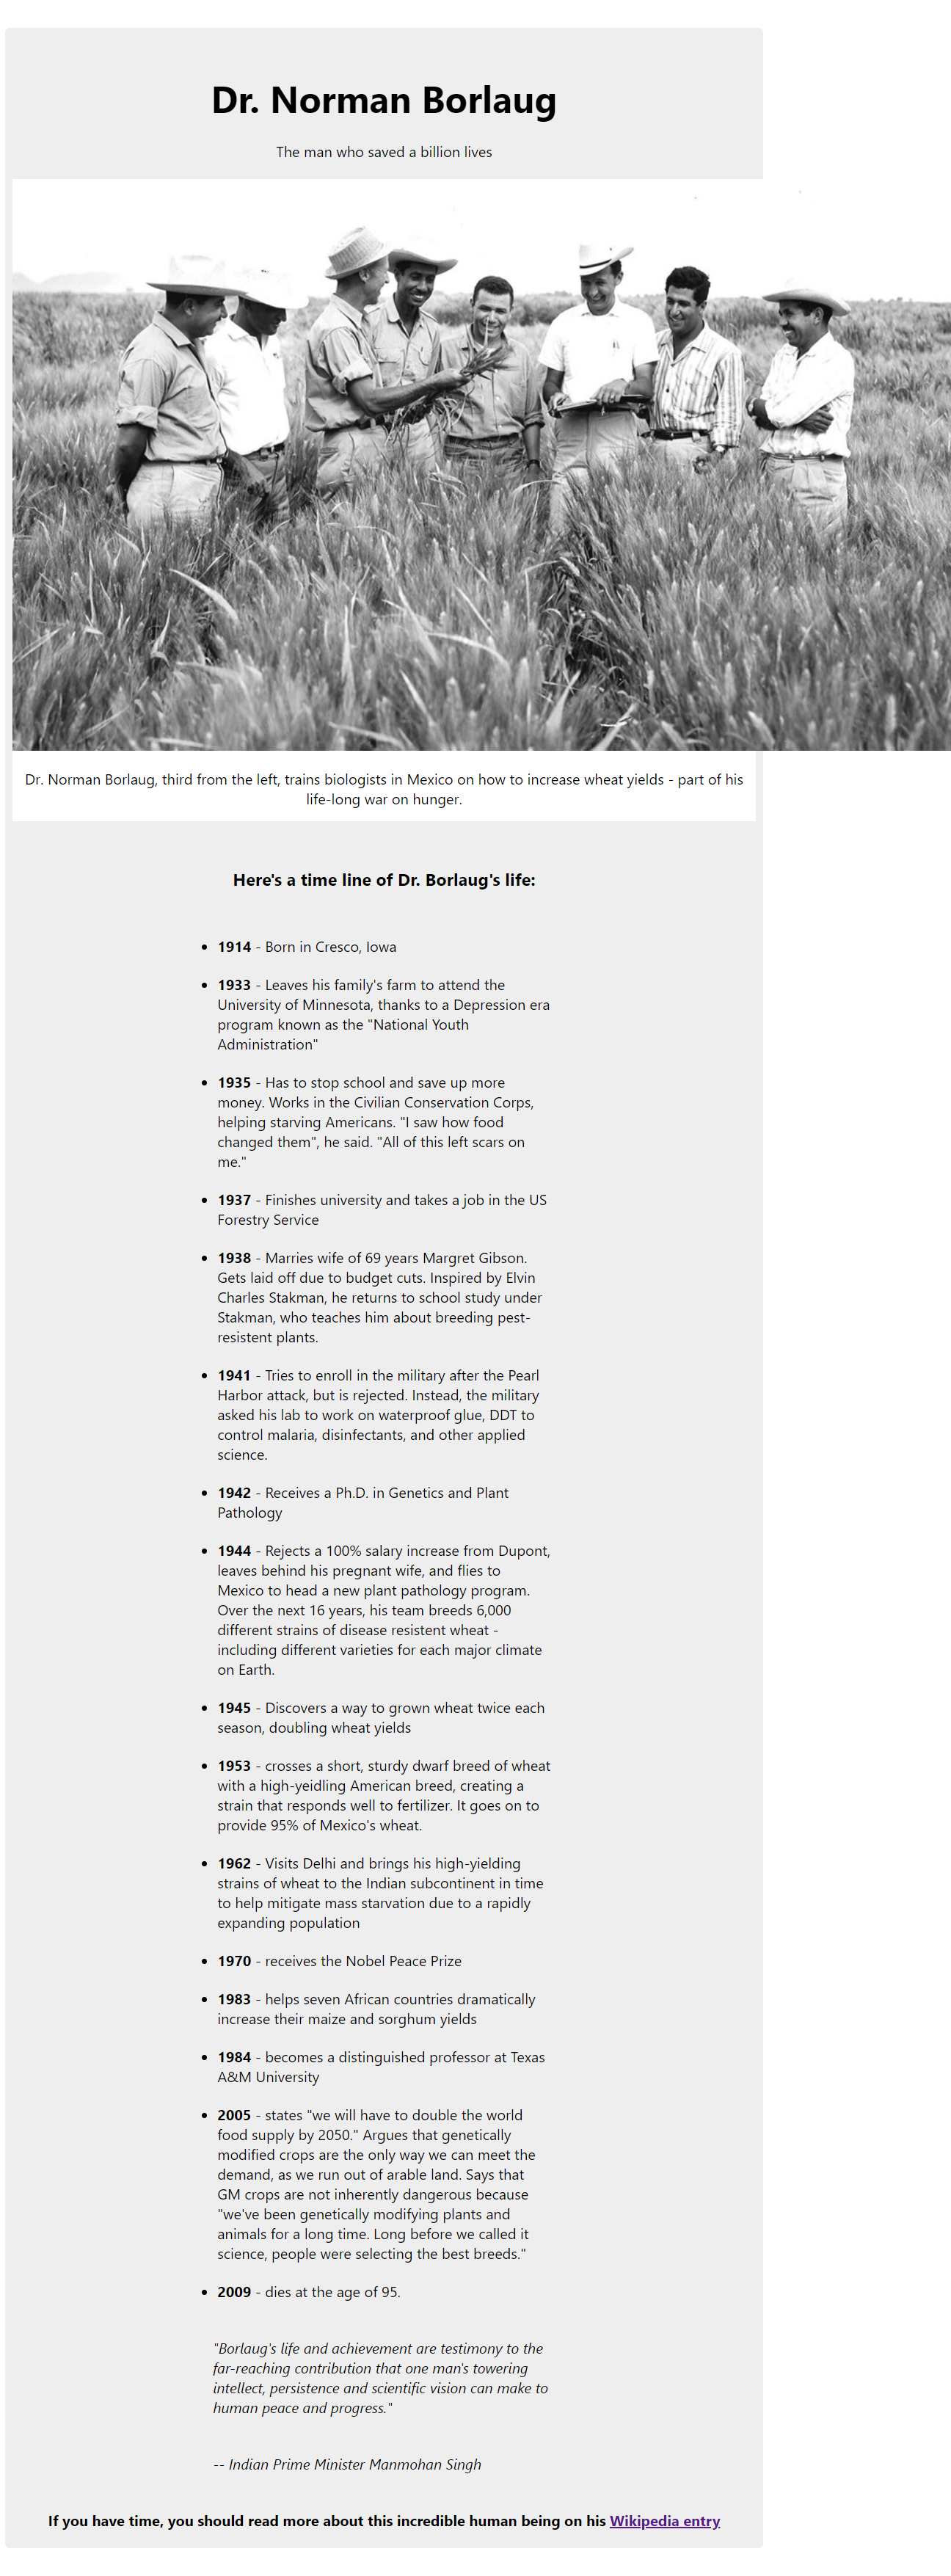 Dr. Norman Borlaug
The man who saved a billion lives
Dr. Norman Borlaug, third from the left, trains biologists in Mexico on how to increase wheat yields - part of his
life-long war on hunger.
Here's a time line of Dr. Borlaug's life:
• 1914 - Born in Cresco, Iowa
• 1933 - Leaves his family's farm to attend the
University of Minnesota, thanks to a Depression era
program known as the "National Youth
Administration"
• 1935 - Has to stop school and save up more
money. Works in the Civilian Conservation Corps,
helping starving Americans. "I saw how food
changed them", he said. "All of this left scars on
me."
• 1937 - Finishes university and takes a job in the US
Forestry Service
• 1938 - Marries wife of 69 years Margret Gibson.
Gets laid off due to budget cuts. Inspired by Elvin
Charles Stakman, he returns to school study under
Stakman, who teaches him about breeding pest-
resistent plants.
• 1941 - Tries to enroll in the military after the Pearl
Harbor attack, but is rejected. Instead, the military
asked his lab to work on waterproof glue, DDT to
control malaria, disinfectants, and other applied
science.
• 1942 - Receives a Ph.D. in Genetics and Plant
Pathology
• 1944 - Rejects a 100% salary increase from Dupont,
leaves behind his pregnant wife, and flies to
Mexico to head a new plant pathology program.
Over the next 16 years, his team breeds 6,000
different strains of disease resistent wheat -
including different varieties for each major climate
on Earth.
• 1945 - Discovers a way to grown wheat twice each
season, doubling wheat yields
• 1953 - crosses a short, sturdy dwarf breed of wheat
with a high-yeidling American breed, creating a
strain that responds well to fertilizer. It goes on to
provide 95% of Mexico's wheat.
• 1962 - Visits Delhi and brings his high-yielding
strains of wheat to the Indian subcontinent in time
to help mitigate mass starvation due to a rapidly
expanding population
• 1970 - receives the Nobel Peace Prize
• 1983 - helps seven African countries dramatically
increase their maize and sorghum yields
• 1984 - becomes a distinguished professor at Texas
A&M University
• 2005 - states "we will have to double the world
food supply by 2050." Argues that genetically
modified crops are the only way we can meet the
demand, as we run out of arable land. Says that
GM crops are not inherently dangerous because
"we've been genetically modifying plants and
animals for a long time. Long before we called it
science, people were selecting the best breeds."
• 2009 - dies at the age of 95.
"Borlaug's life and achievement are testimony to the
far-reaching contribution that one man's towering
intellect, persistence and scientific vision can make to
human peace and progress."
-- Indian Prime Minister Manmohan Singh
If you have time, you should read more about this incredible human being on his Wikipedia entry